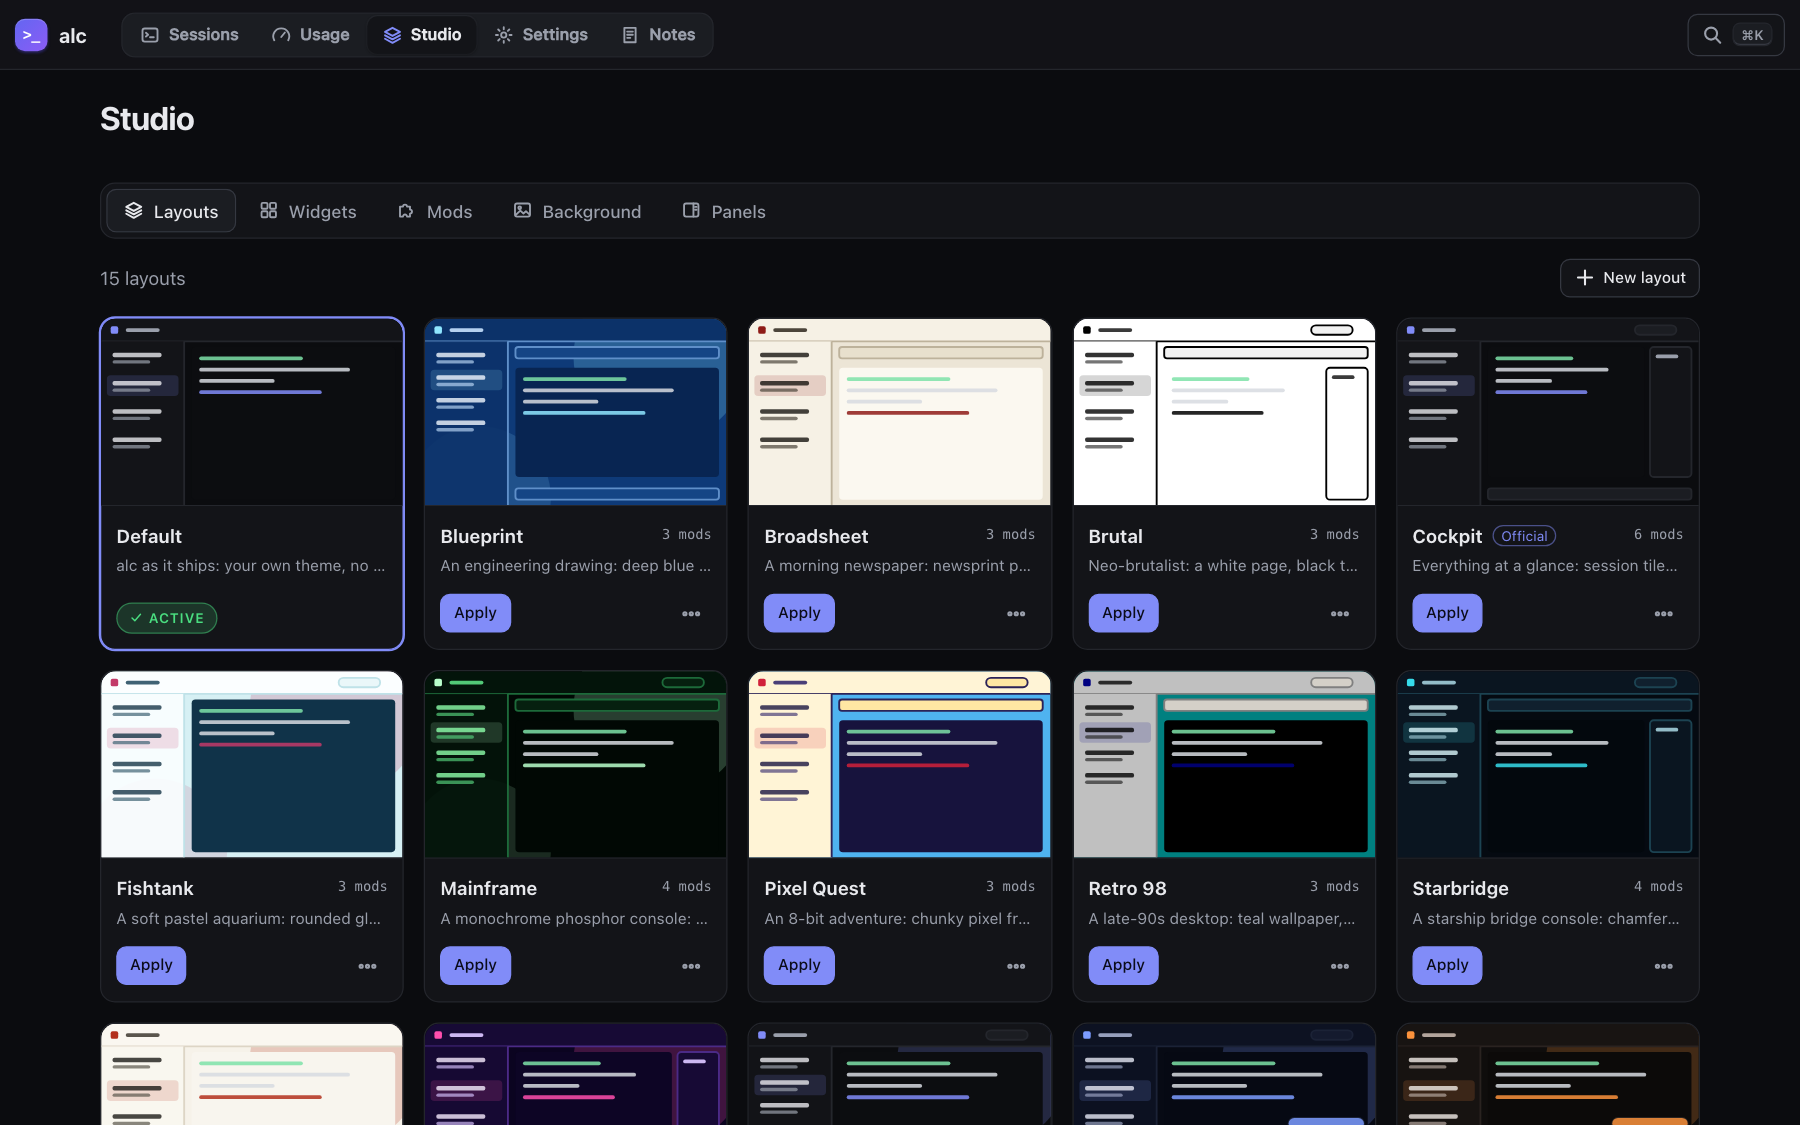 >_ alc Sessions Usage Studio Settings Notes ⌘K
Studio
Layouts Widgets Mods Background Panels
15 layouts New layout
Default Blueprint 3 mods Broadsheet 3 mods Brutal 3 mods Cockpit Official 6 mods
alc as it ships: your own theme, no ... An engineering drawing: deep blue ... A morning newspaper: newsprint p... Neo-brutalist: a white page, black t... Everything at a glance: session tile...
ACTIVE Apply Apply Apply Apply
Fishtank 3 mods Mainframe 4 mods Pixel Quest 3 mods Retro 98 3 mods Starbridge 4 mods
A soft pastel aquarium: rounded gl... A monochrome phosphor console: ... An 8-bit adventure: chunky pixel fr... A late-90s desktop: teal wallpaper,... A starship bridge console: chamfer...
Apply Apply Apply Apply Apply